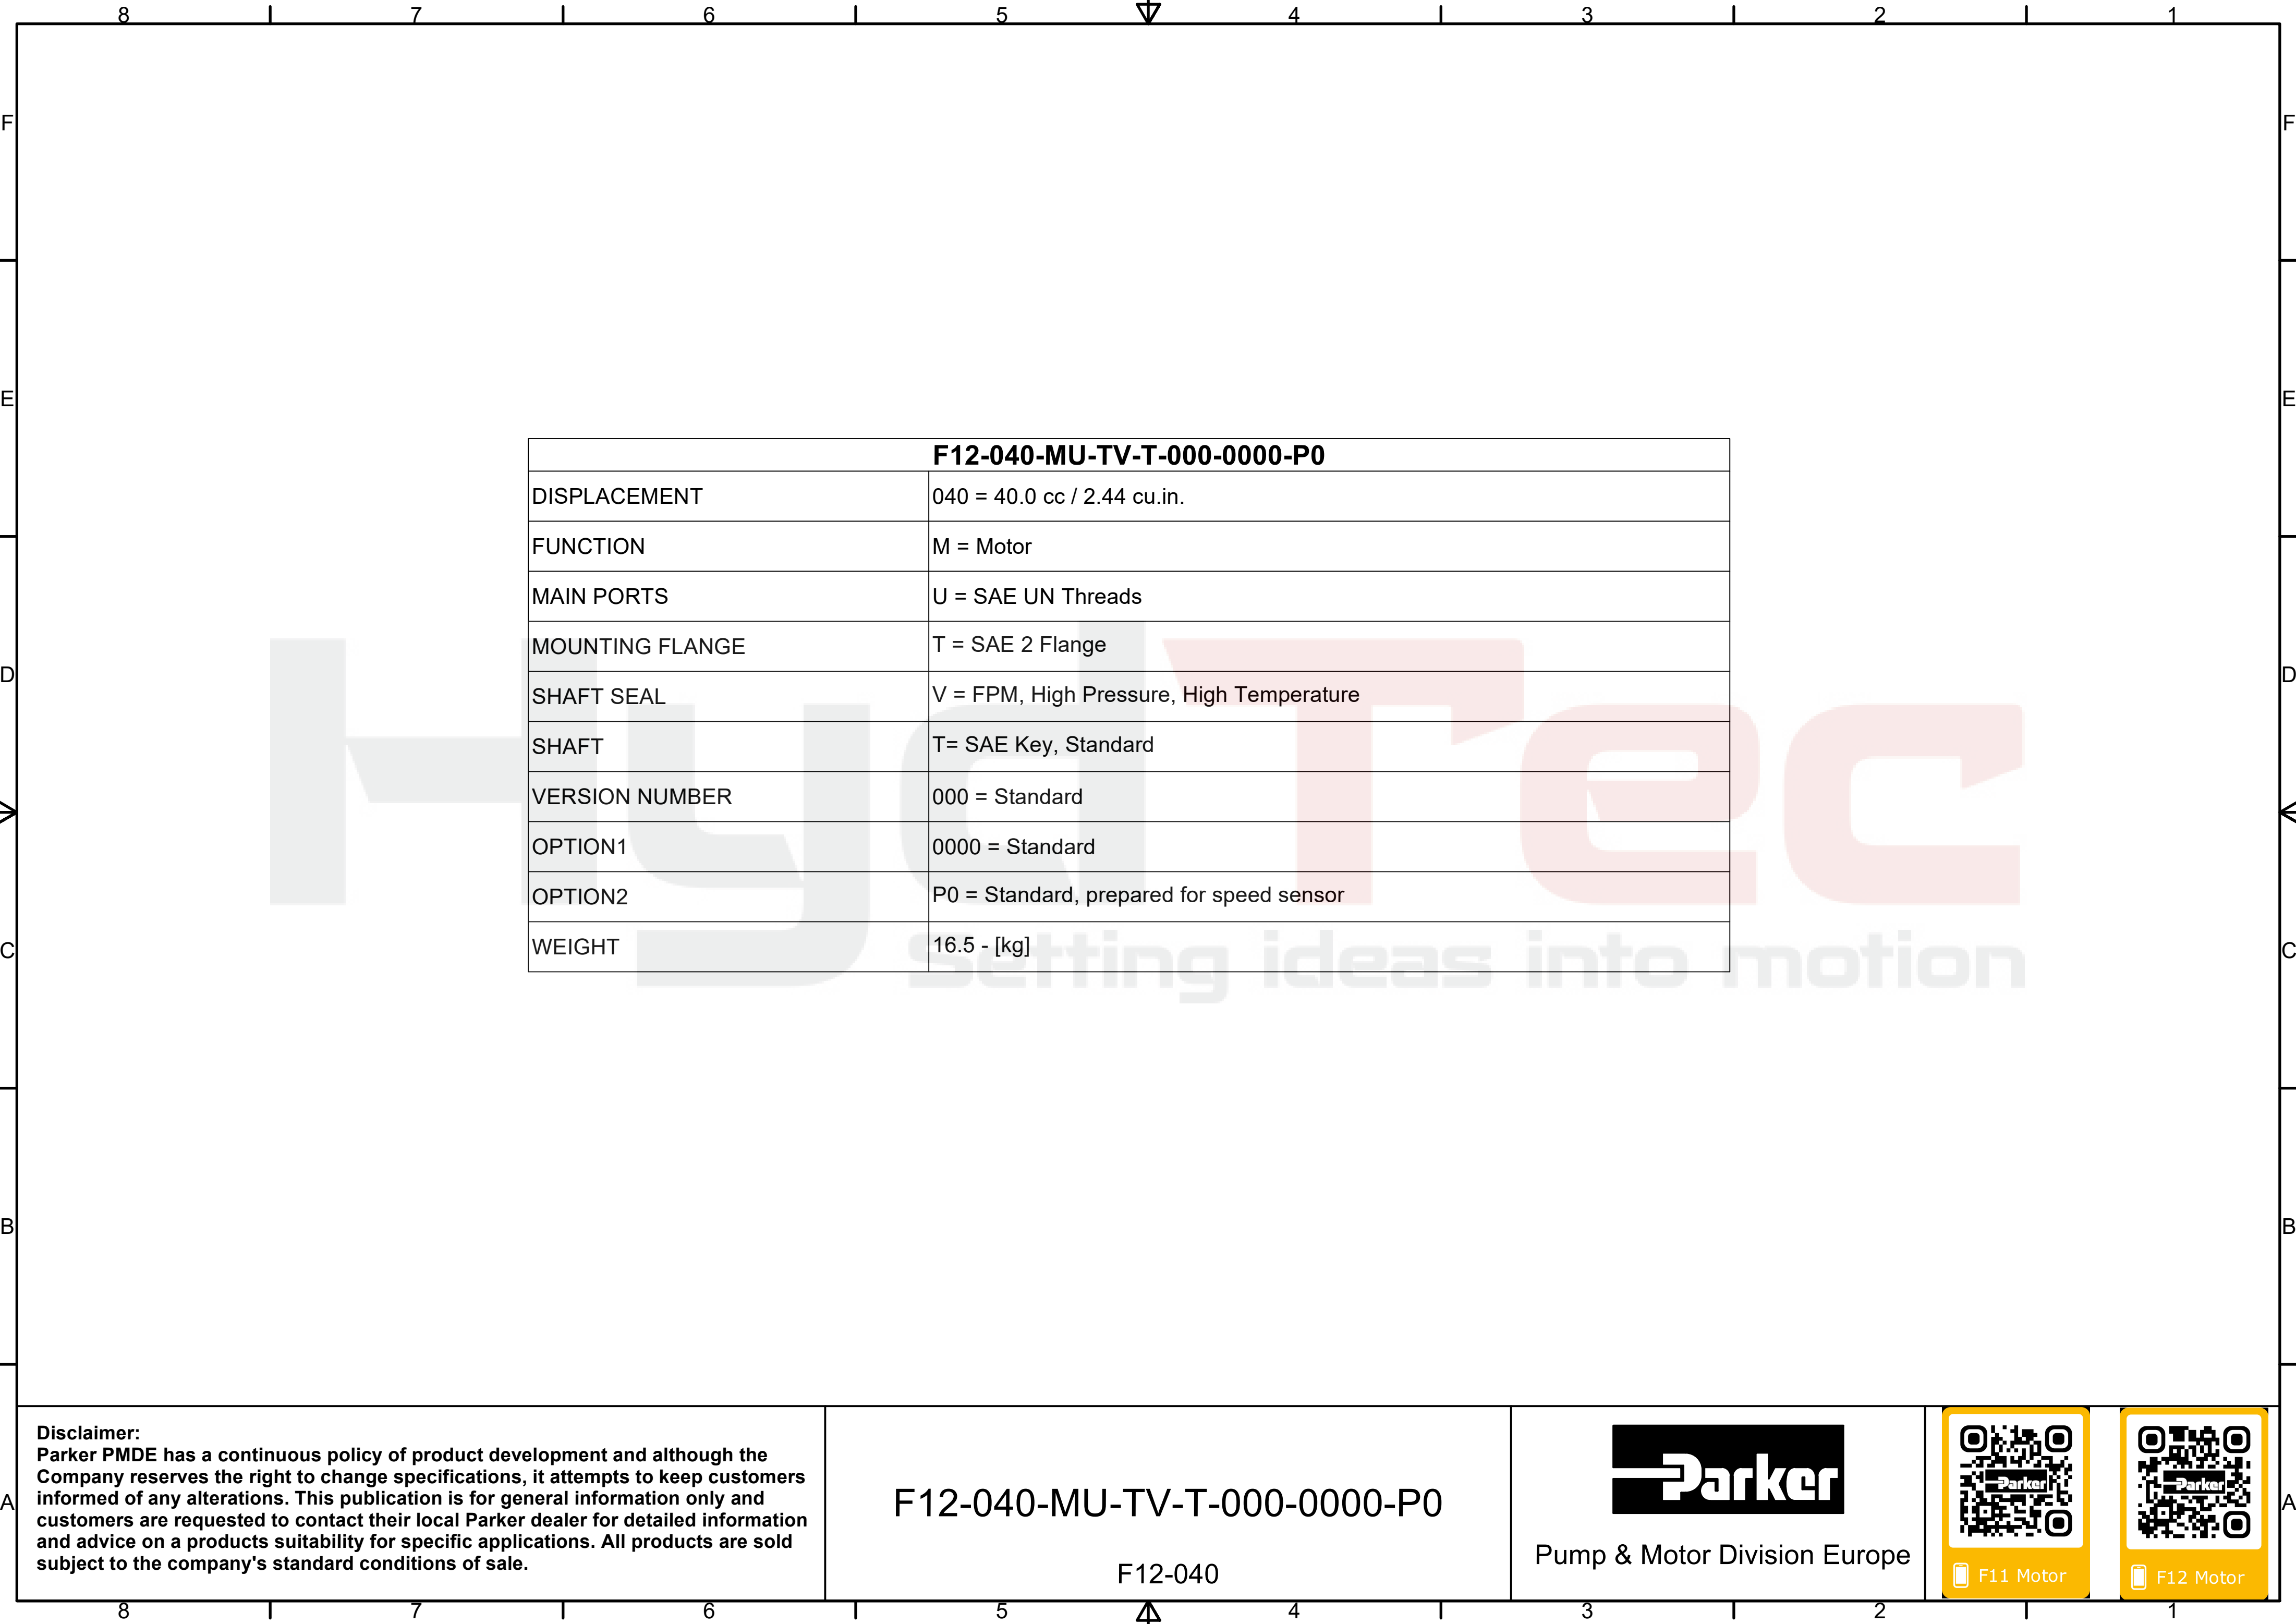 8 7 6 5 4 3 2 1
F F
E E
F12-040-MU-TV-T-000-0000-P0
DISPLACEMENT 040 = 40.0 cc / 2.44 cu.in.
FUNCTION M = Motor
MAIN PORTS U = SAE UN Threads
MOUNTING FLANGE T = SAE 2 Flange
D D
SHAFT SEAL V = FPM, High Pressure, High Temperature
SHAFT T= SAE Key, Standard
VERSION NUMBER 000 = Standard
OPTION1 0000 = Standard
OPTION2 P0 = Standard, prepared for speed sensor
WEIGHT 16.5 - [kg]
HydTec
Setting ideas into motion
C C
B B
A A
Disclaimer:
Parker PMDE has a continuous policy of product development and although the
Company reserves the right to change specifications, it attempts to keep customers
informed of any alterations. This publication is for general information only and
customers are requested to contact their local Parker dealer for detailed information
and advice on a products suitability for specific applications. All products are sold
subject to the company's standard conditions of sale.
F12-040-MU-TV-T-000-0000-P0
F12-040
Parker
Pump & Motor Division Europe
Parker
F11 Motor
Parker
F12 Motor
8 7 6 5 4 3 2 1